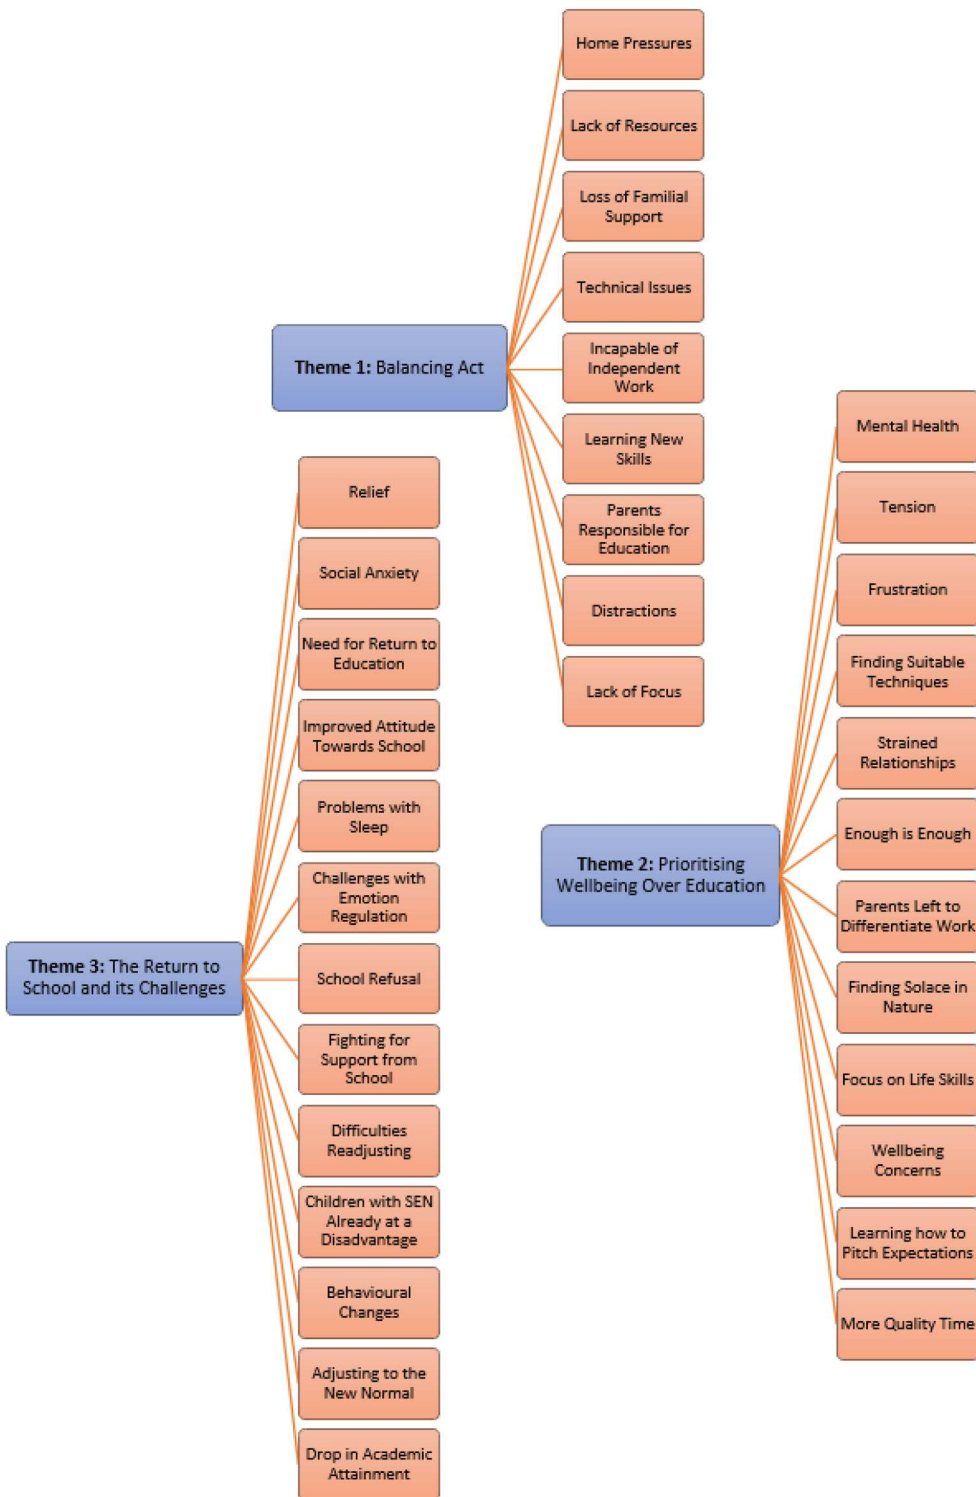 Theme 1: Balancing Act
Home Pressures
Lack of Resources
Loss of Familial
Support
Technical Issues
Incapable of
Independent
Work
Learning New
Skills
Parents
Responsible for
Education
Distractions
Lack of Focus
Theme 2: Prioritising
Wellbeing Over Education
Mental Health
Tension
Frustration
Finding Suitable
Techniques
Strained
Relationships
Enough is Enough
Parents Left to
Differentiate Work
Finding Solace in
Nature
Focus on Life Skills
Wellbeing
Concerns
Learning how to
Pitch Expectations
More Quality Time
Theme 3: The Return to
School and its Challenges
Relief
Social Anxiety
Need for Return to
Education
Improved Attitude
Towards School
Problems with
Sleep
Challenges with
Emotion
Regulation
School Refusal
Fighting for
Support from
School
Difficulties
Readjusting
Children with SEN
Already at a
Disadvantage
Behavioural
Changes
Adjusting to the
New Normal
Drop in Academic
Attainment